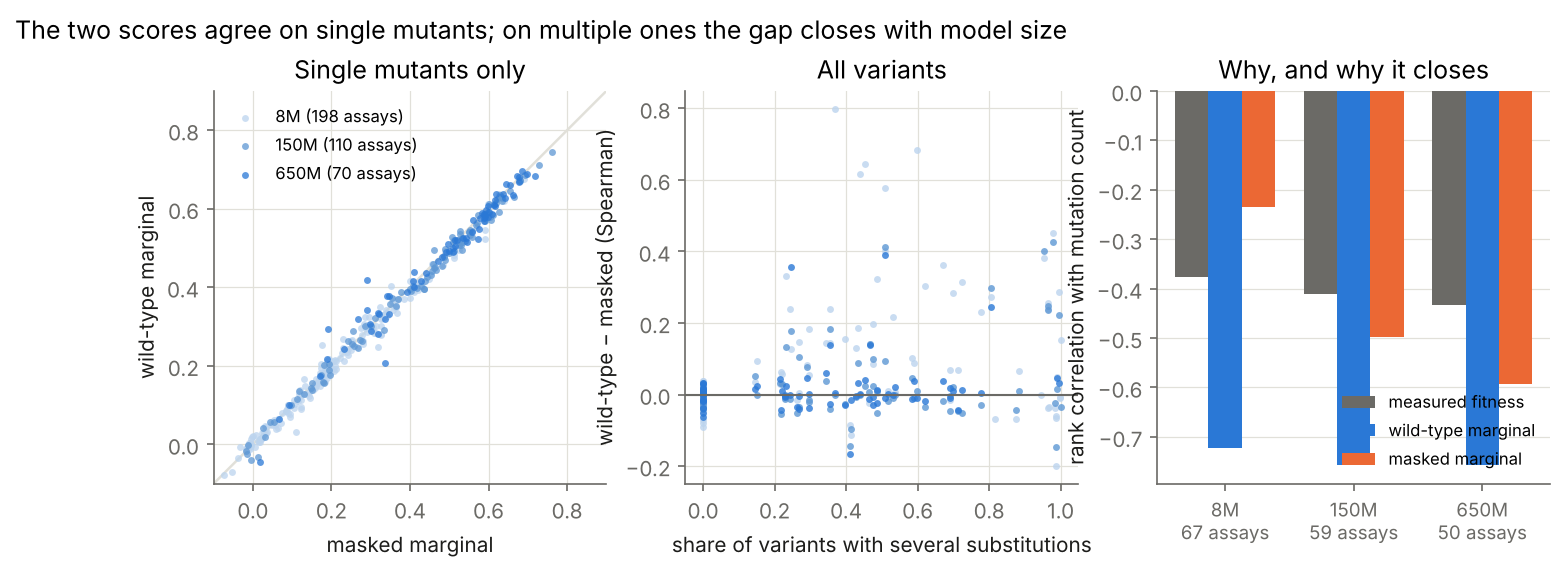 The two scores agree on single mutants; on multiple ones the gap closes with model size
Single mutants only
8M (198 assays)
150M (110 assays)
650M (70 assays)
wild-type marginal
0.8
0.6
0.4
0.2
0.0
0.0 0.2 0.4 0.6 0.8
masked marginal
All variants
wild-type − masked (Spearman)
0.8
0.6
0.4
0.2
0.0
−0.2
0.0 0.2 0.4 0.6 0.8 1.0
share of variants with several substitutions
Why, and why it closes
rank correlation with mutation count
0.0
−0.1
−0.2
−0.3
−0.4
−0.5
−0.6
−0.7
measured fitness
wild-type marginal
masked marginal
8M 150M 650M
67 assays 59 assays 50 assays